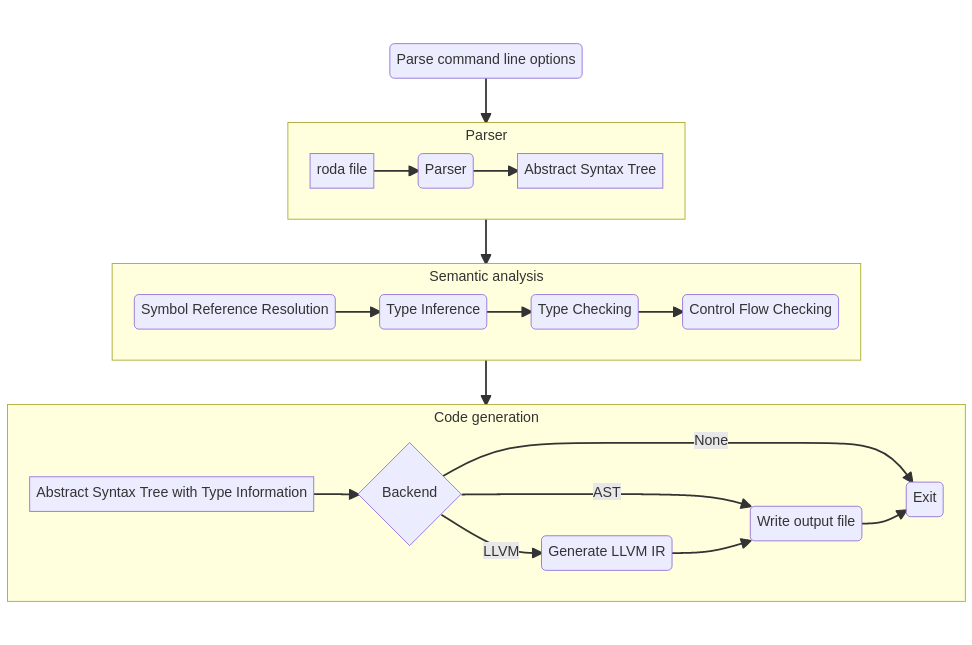 Parse command line options
Parser
roda file
Parser
Abstract Syntax Tree
Semantic analysis
Symbol Reference Resolution
Type Inference
Type Checking
Control Flow Checking
Code generation
None
Abstract Syntax Tree with Type Information
Backend
AST
Exit
Write output file
LLVM
Generate LLVM IR